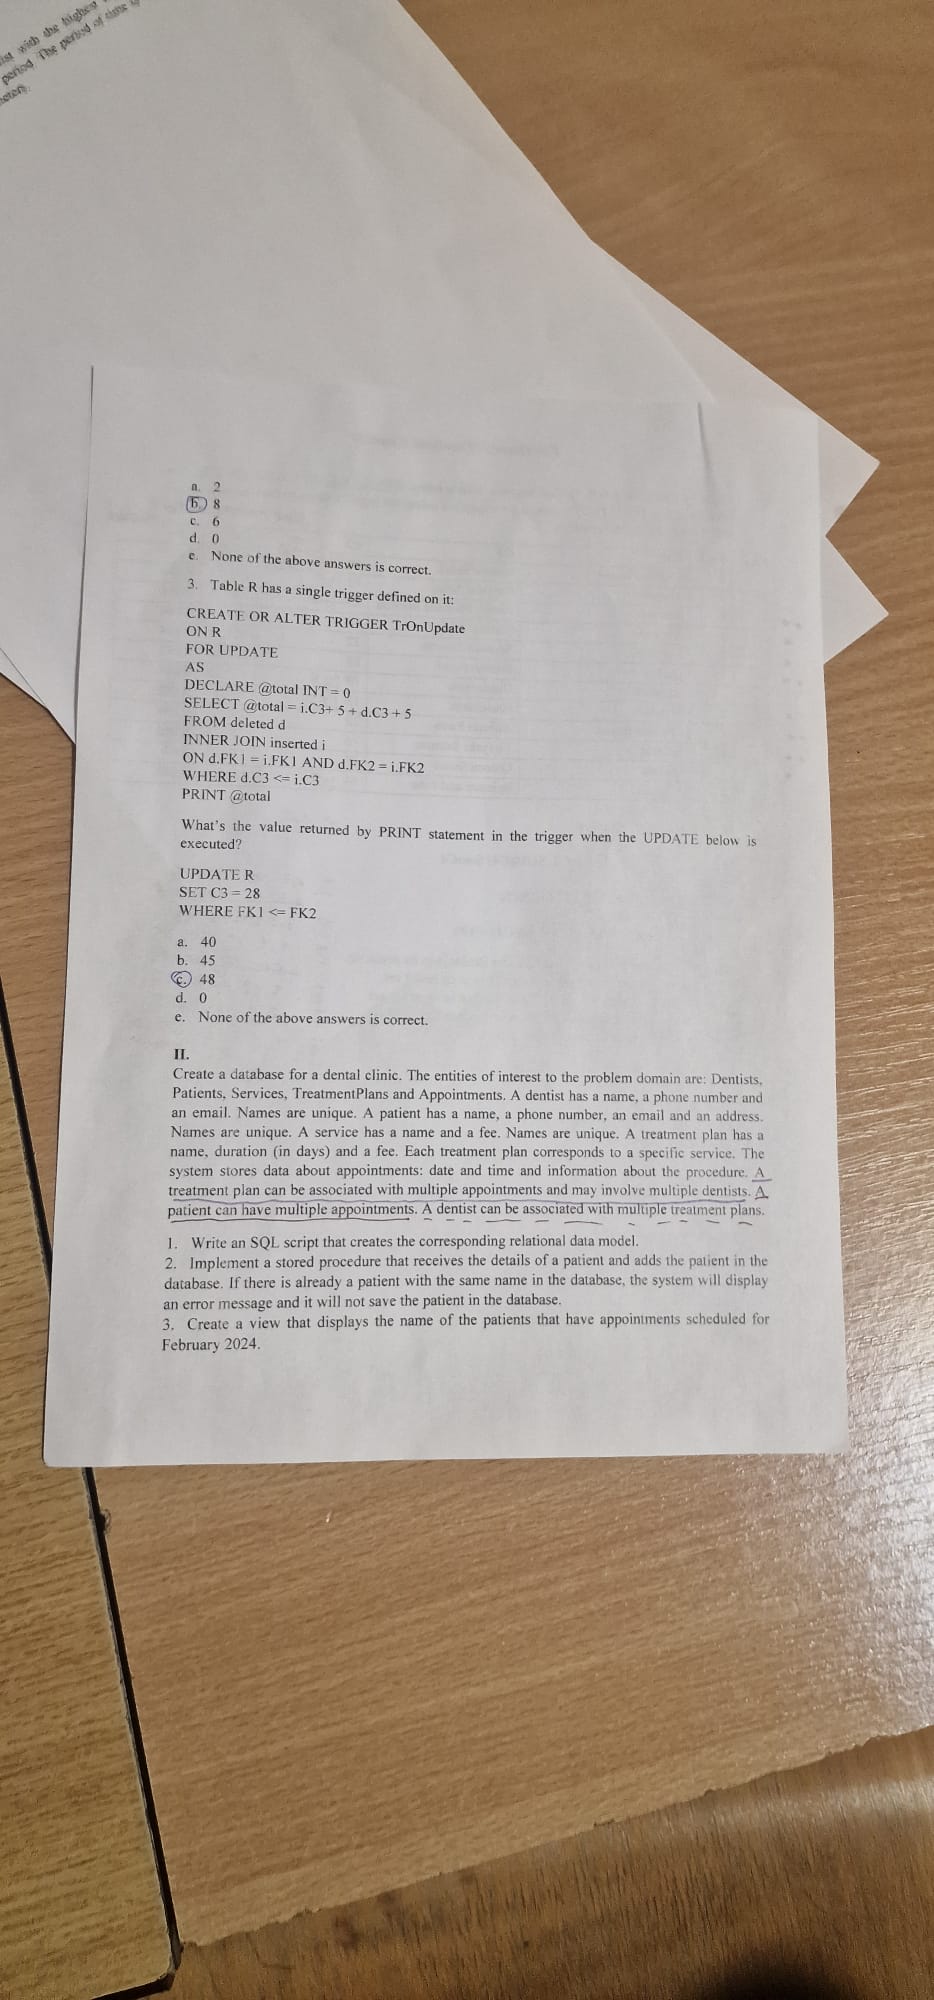 ist with the highest
period. The period of time
a. 2
b. 8
c. 6
d. 0
e. None of the above answers is correct.
3. Table R has a single trigger defined on it:
CREATE OR ALTER TRIGGER TrOnUpdate
ON R
FOR UPDATE
AS
DECLARE @total INT = 0
SELECT @total = i.C3+ 5 + d.C3 + 5
FROM deleted d
INNER JOIN inserted i
ON d.FK1 = i.FK1 AND d.FK2 = i.FK2
WHERE d.C3 <= i.C3
PRINT @total
What's the value returned by PRINT statement in the trigger when the UPDATE below is
executed?
UPDATE R
SET C3 = 28
WHERE FK1 <= FK2
a. 40
b. 45
c. 48
d. 0
e. None of the above answers is correct.
II.
Create a database for a dental clinic. The entities of interest to the problem domain are: Dentists,
Patients, Services, TreatmentPlans and Appointments. A dentist has a name, a phone number and
an email. Names are unique. A patient has a name, a phone number, an email and an address.
Names are unique. A service has a name and a fee. Names are unique. A treatment plan has a
name, duration (in days) and a fee. Each treatment plan corresponds to a specific service. The
system stores data about appointments: date and time and information about the procedure. A
treatment plan can be associated with multiple appointments and may involve multiple dentists. A
patient can have multiple appointments. A dentist can be associated with multiple treatment plans.
1. Write an SQL script that creates the corresponding relational data model.
2. Implement a stored procedure that receives the details of a patient and adds the patient in the
database. If there is already a patient with the same name in the database, the system will display
an error message and it will not save the patient in the database.
3. Create a view that displays the name of the patients that have appointments scheduled for
February 2024.